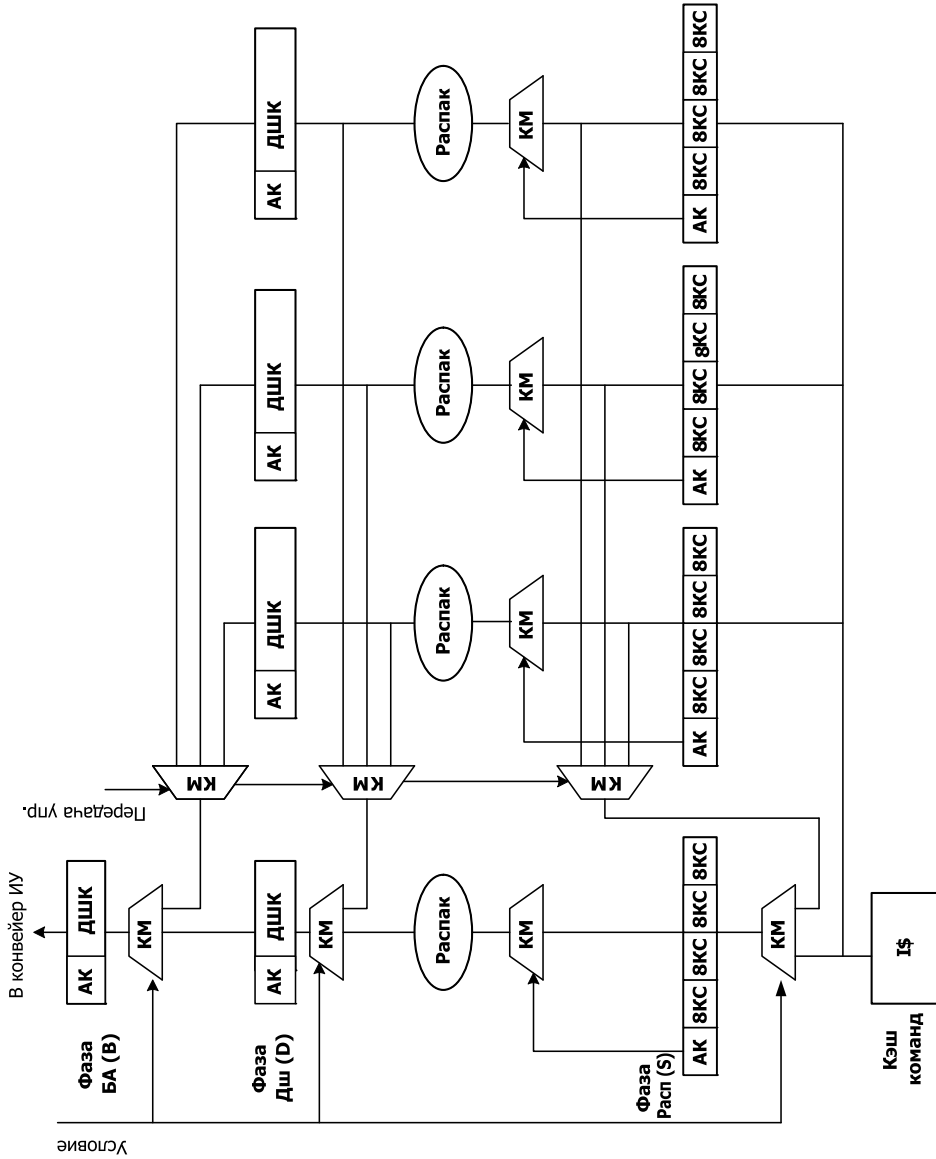 В конвейер ИУ
Фаза
БА (В)
АК ДШК
КМ
Условие
Передача упр.
КМ
Фаза
Дш (D)
АК ДШК
АК ДШК
АК ДШК
АК ДШК
КМ
КМ
Распак
Распак
Распак
Распак
КМ
КМ
КМ
КМ
КМ
Фаза
Расп (S)
АК 8КС 8КС 8КС 8КС
АК 8КС 8КС 8КС 8КС
АК 8КС 8КС 8КС 8КС
АК 8КС 8КС 8КС 8КС
КМ
Кэш
команд
I$